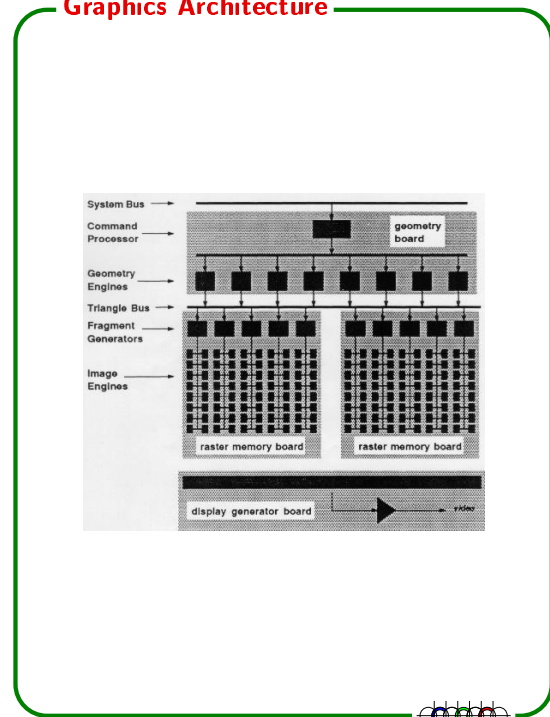 Graphics Architecture
System Bus
Command
Processor
geometry
board
Geometry
Engines
Triangle Bus
Fragment
Generators
Image
Engines
raster memory board
raster memory board
display generator board
video